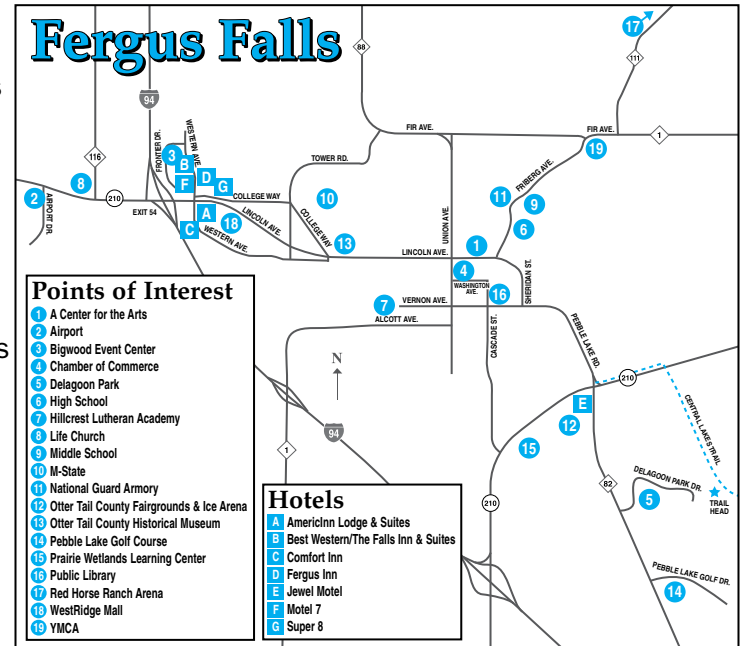 s
s
Fergus Falls
17
88
111
94
FIR AVE.
FIR AVE.
1
19
116
FRONTER DR.
WESTERN AVE.
3
B
D
F
G
TOWER RD.
FRIBERG AVE.
8
2
AIRPORT DR.
210
EXIT 54
COLLEGE WAY
10
11
9
6
A
18
C
LINCOLN AVE.
WESTERN AVE.
COLLEGE WAY
13
UNION AVE.
LINCOLN AVE.
1
4
WASHINGTON
AVE.
16
SHERIDAN ST.
7
VERNON AVE.
ALCOTT AVE.
CASCADE ST.
PEBBLE LAKE RD.
N
94
1
210
E
12
15
CENTRAL LAKES TRAIL
82
DELAGOON PARK DR.
5
TRAIL
HEAD
210
PEBBLE LAKE GOLF DR.
14
Points of Interest
1 A Center for the Arts
2 Airport
3 Bigwood Event Center
4 Chamber of Commerce
5 Delagoon Park
6 High School
7 Hillcrest Lutheran Academy
8 Life Church
9 Middle School
10 M-State
11 National Guard Armory
12 Otter Tail County Fairgrounds & Ice Arena
13 Otter Tail County Historical Museum
14 Pebble Lake Golf Course
15 Prairie Wetlands Learning Center
16 Public Library
17 Red Horse Ranch Arena
18 WestRidge Mall
19 YMCA
Hotels
A AmericInn Lodge & Suites
B Best Western/The Falls Inn & Suites
C Comfort Inn
D Fergus Inn
E Jewel Motel
F Motel 7
G Super 8